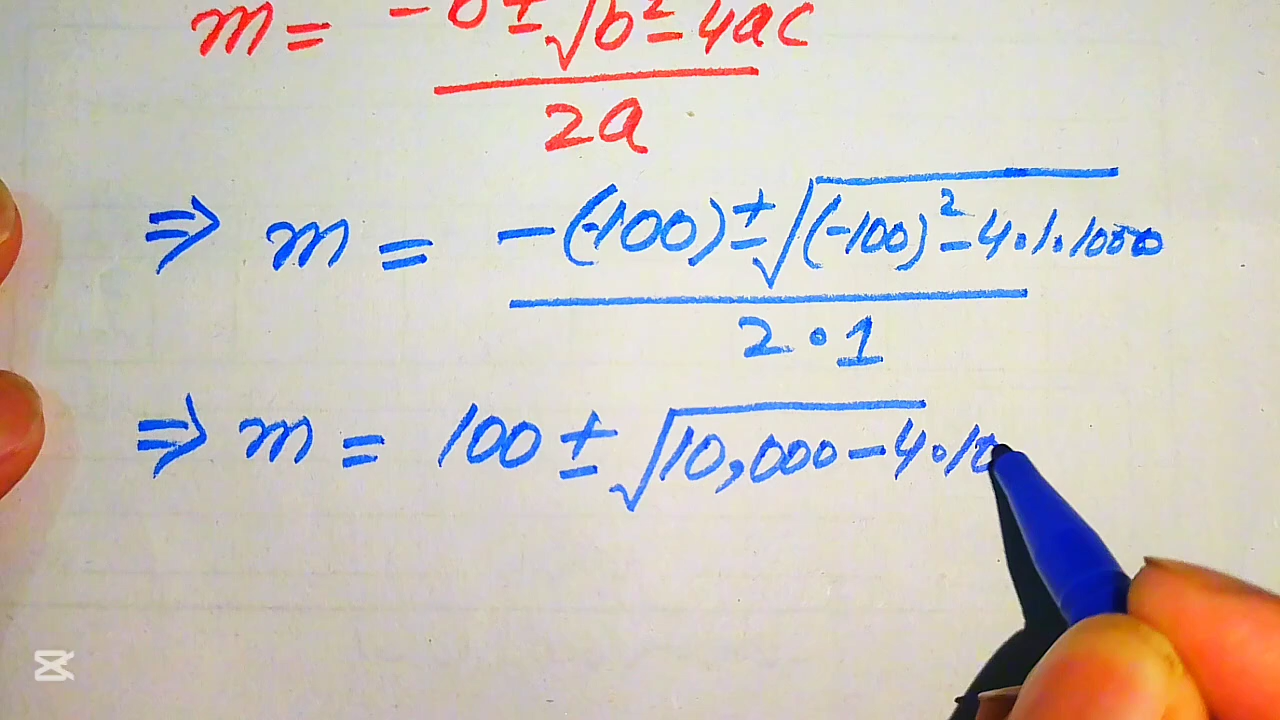 m = -b±√b²-4ac
2a
⇒ m = -(-100)±√(-100)²-4·1·1000
2·1
⇒ m = 100 ± √10,000-4·10